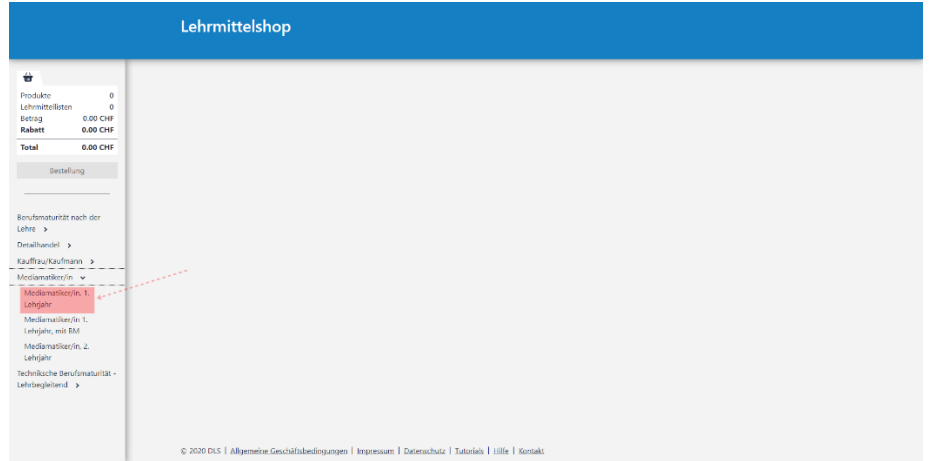 Lehrmittelshop
Produkte 0
Lehrmittellisten 0
Betrag 0.00 CHF
Rabatt 0.00 CHF
Total 0.00 CHF
Bestellung
Berufsmaturität nach der
Lehre >
Detailhandel >
Kauffrau/Kaufmann >
Mediamatiker/in
Mediamatiker/in, 1.
Lehrjahr
Mediamatiker/in 1.
Lehrjahr, mit BM
Mediamatiker/in, 2.
Lehrjahr
Techniksche Berufsmaturität -
Lehrbegleitend >
© 2020 DLS | Allgemeine Geschäftsbedingungen | Impressum | Datenschutz | Tutorials | Hilfe | Kontakt